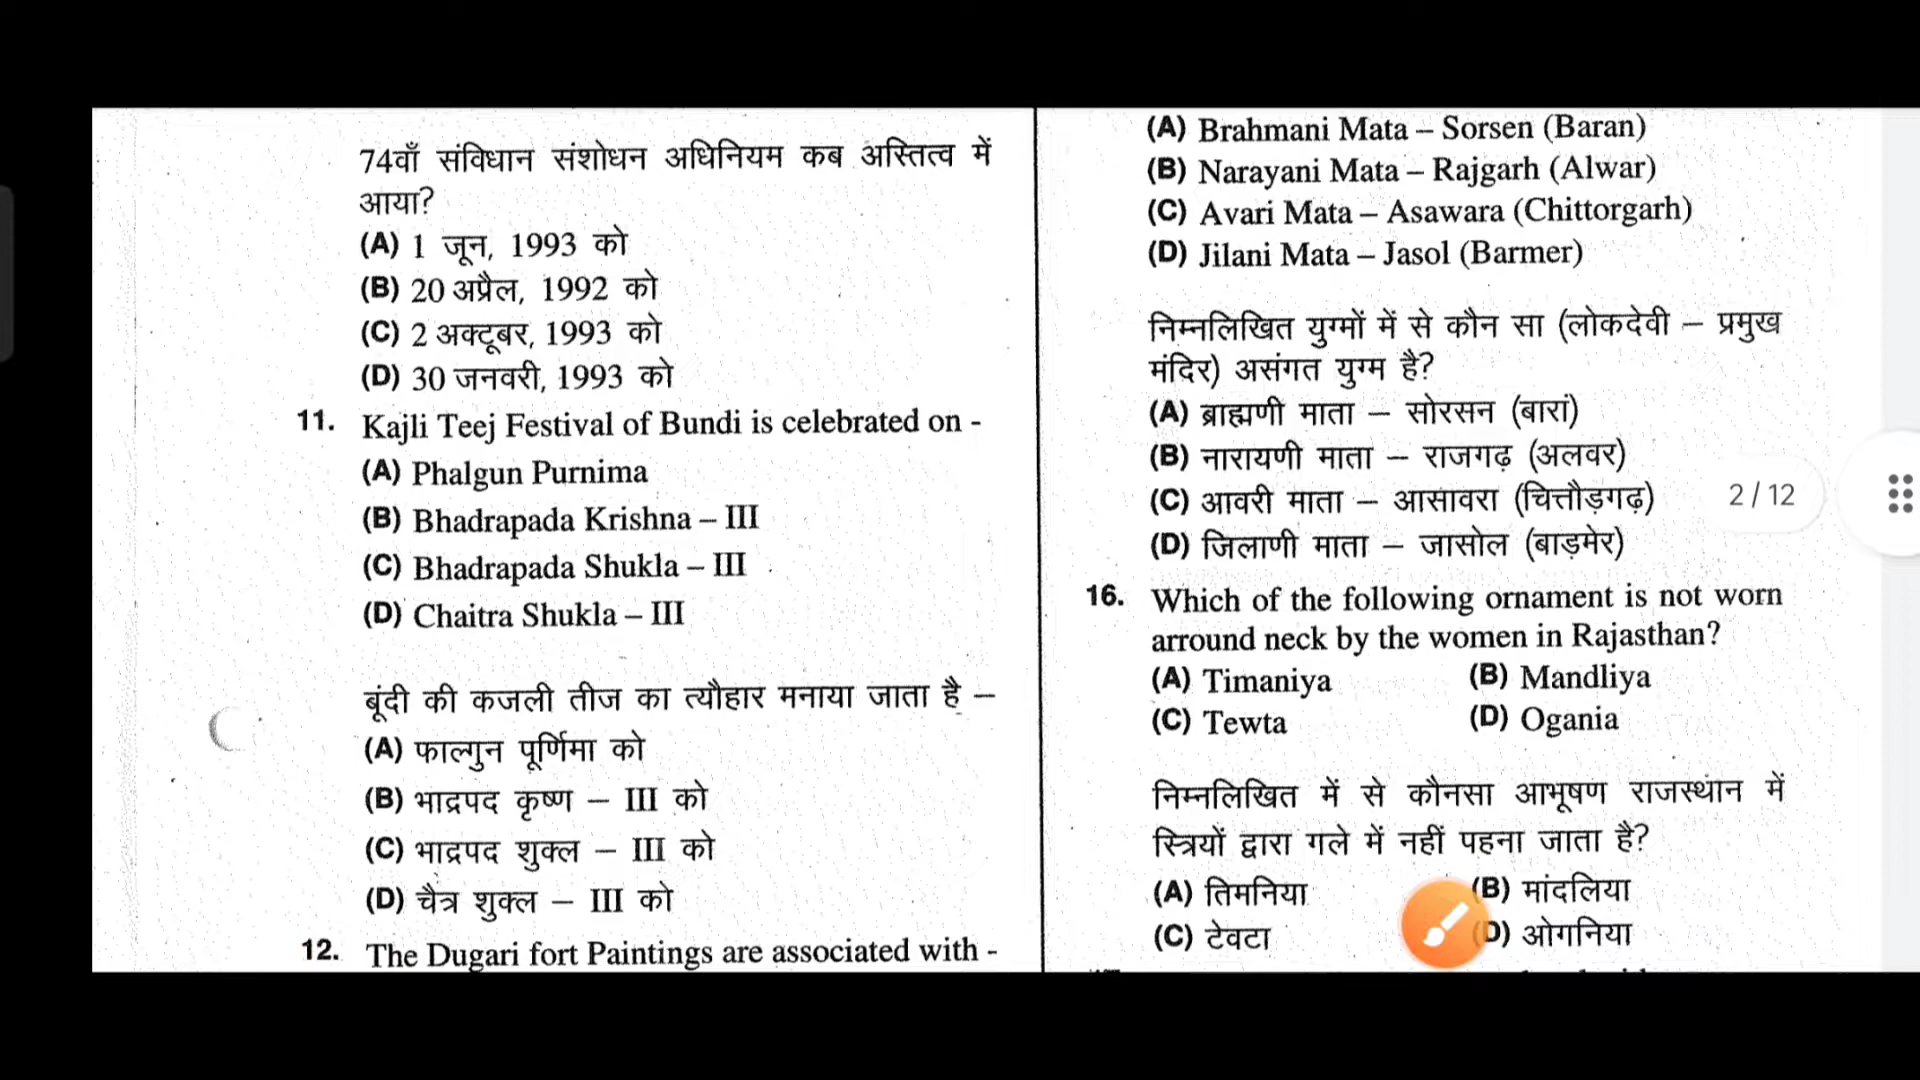 74वाँ संविधान संशोधन अधिनियम कब अस्तित्व में
आया?
(A) 1 जून, 1993 को
(B) 20 अप्रैल, 1992 को
(C) 2 अक्टूबर, 1993 को
(D) 30 जनवरी, 1993 को
11. Kajli Teej Festival of Bundi is celebrated on -
(A) Phalgun Purnima
(B) Bhadrapada Krishna – III
(C) Bhadrapada Shukla – III
(D) Chaitra Shukla – III
बूंदी की कजली तीज का त्यौहार मनाया जाता है –
(A) फाल्गुन पूर्णिमा को
(B) भाद्रपद कृष्ण – III को
(C) भाद्रपद शुक्ल – III को
(D) चैत्र शुक्ल – III को
12. The Dugari fort Paintings are associated with -
(A) Brahmani Mata – Sorsen (Baran)
(B) Narayani Mata – Rajgarh (Alwar)
(C) Avari Mata – Asawara (Chittorgarh)
(D) Jilani Mata – Jasol (Barmer)
निम्नलिखित युग्मों में से कौन सा (लोकदेवी – प्रमुख
मंदिर) असंगत युग्म है?
(A) ब्राह्मणी माता – सोरसन (बारां)
(B) नारायणी माता – राजगढ़ (अलवर)
(C) आवरी माता – आसावरा (चित्तौड़गढ़)
(D) जिलाणी माता – जासोल (बाड़मेर)
2 / 12
16. Which of the following ornament is not worn
arround neck by the women in Rajasthan?
(A) Timaniya (B) Mandliya
(C) Tewta (D) Ogania
निम्नलिखित में से कौनसा आभूषण राजस्थान में
स्त्रियों द्वारा गले में नहीं पहना जाता है?
(A) तिमनिया (B) मांदलिया
(C) टेवटा (D) ओगनिया